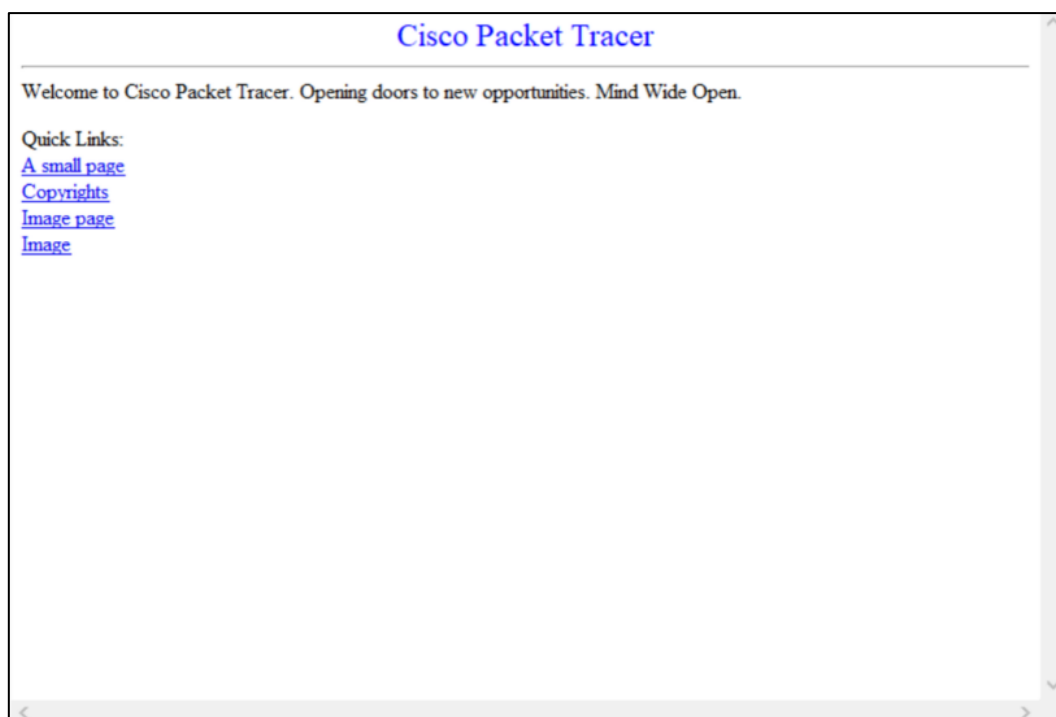 Cisco Packet Tracer
Welcome to Cisco Packet Tracer. Opening doors to new opportunities. Mind Wide Open.
Quick Links:
A small page
Copyrights
Image page
Image